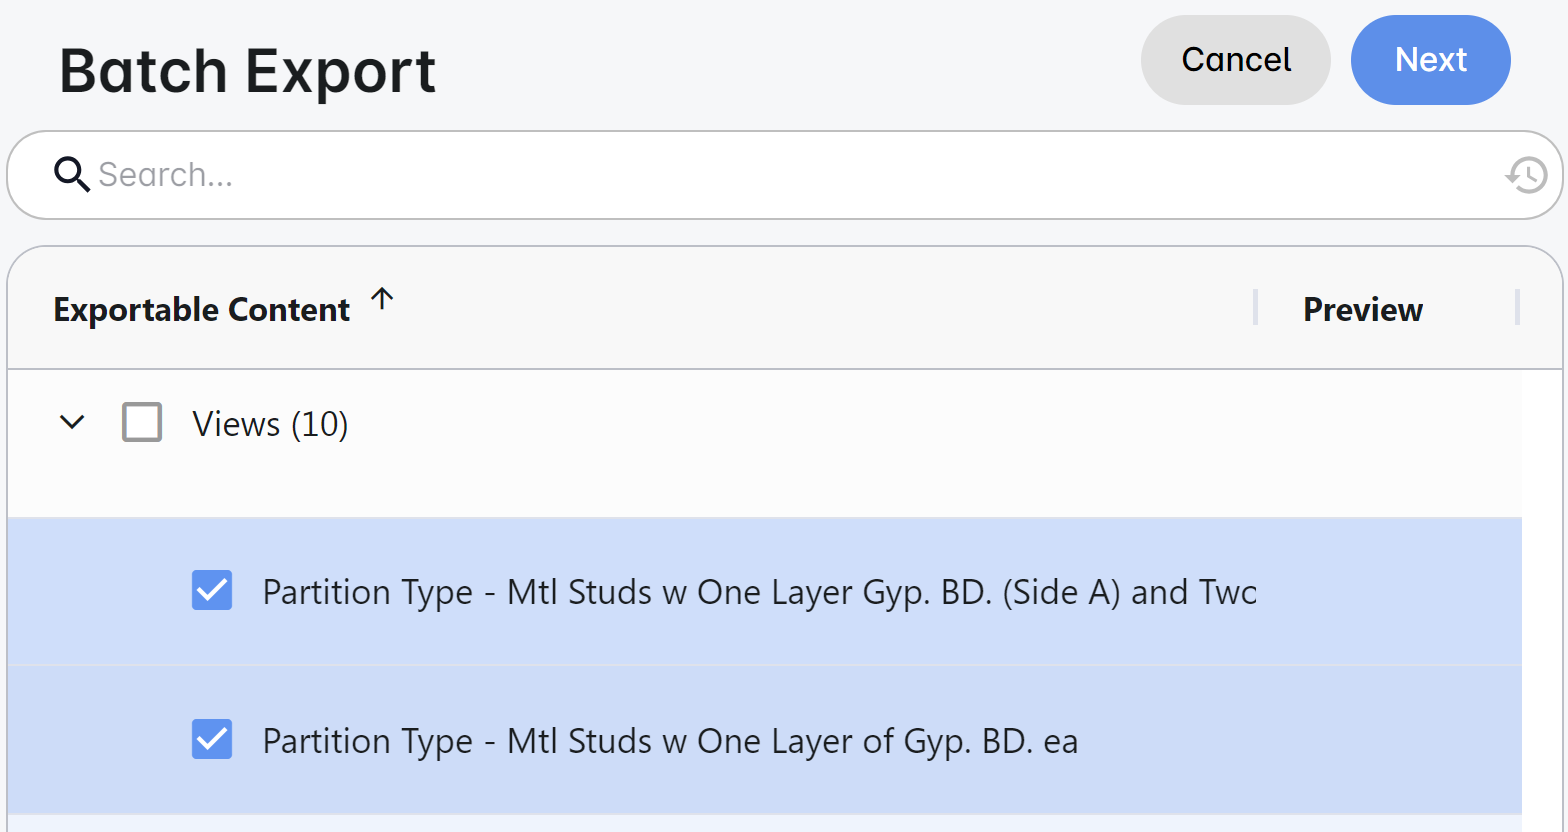 Batch Export
Cancel
Next
Search...
Exportable Content
Preview
Views (10)
Partition Type - Mtl Studs w One Layer Gyp. BD. (Side A) and Two
Partition Type - Mtl Studs w One Layer of Gyp. BD. ea